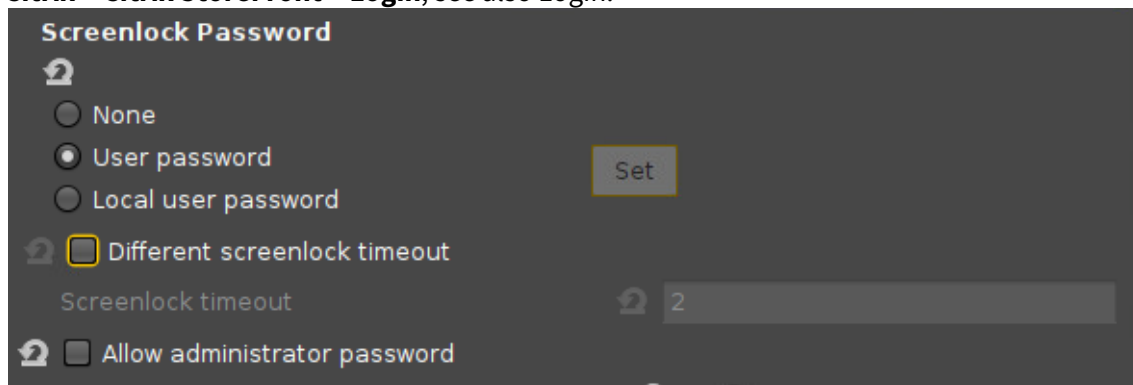 Screenlock Password
None
User password
Set
Local user password
Different screenlock timeout
Screenlock timeout 2
Allow administrator password